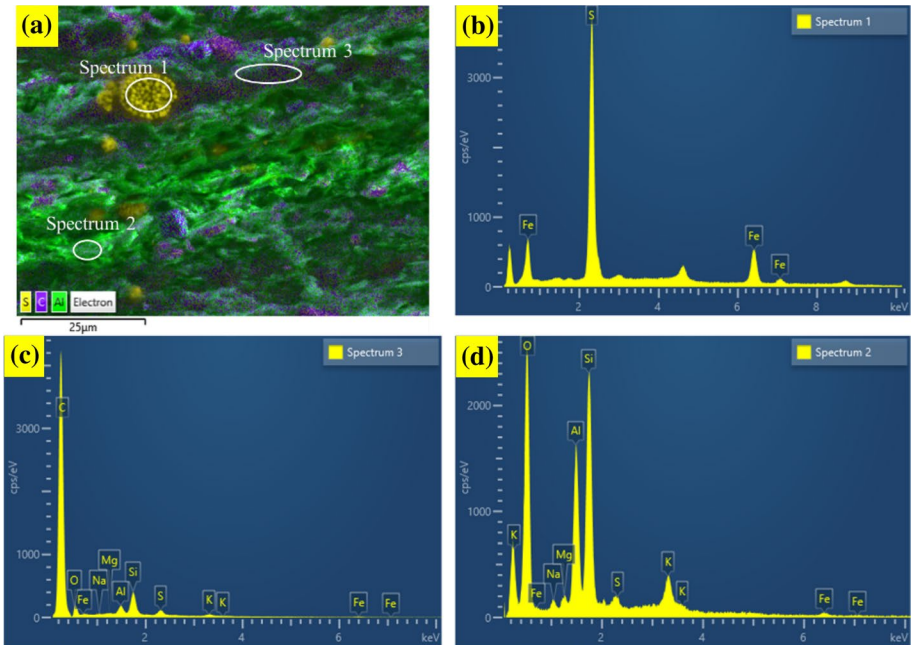 (a)
Spectrum 1
Spectrum 3
Spectrum 2
S C Al Electron
25μm
(b)
Spectrum 1
S
3000
cps/eV
1000
Fe
Fe
Fe
0
2
4
6
8
keV
(c)
Spectrum 3
C
3000
cps/eV
1000
Mg
O
Na
Si
Fe
Al
S
K
K
Fe
Fe
0
2
4
6
keV
(d)
Spectrum 2
O
Si
2000
Al
cps/eV
1000
K
Mg
Fe
Na
S
K
K
Fe
Fe
0
2
4
6
keV